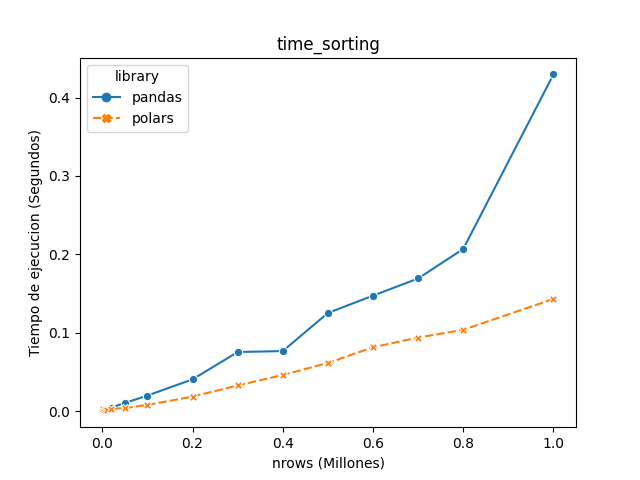 time_sorting
library
pandas
polars
Tiempo de ejecucion (Segundos)
0.4
0.3
0.2
0.1
0.0
0.0 0.2 0.4 0.6 0.8 1.0
nrows (Millones)